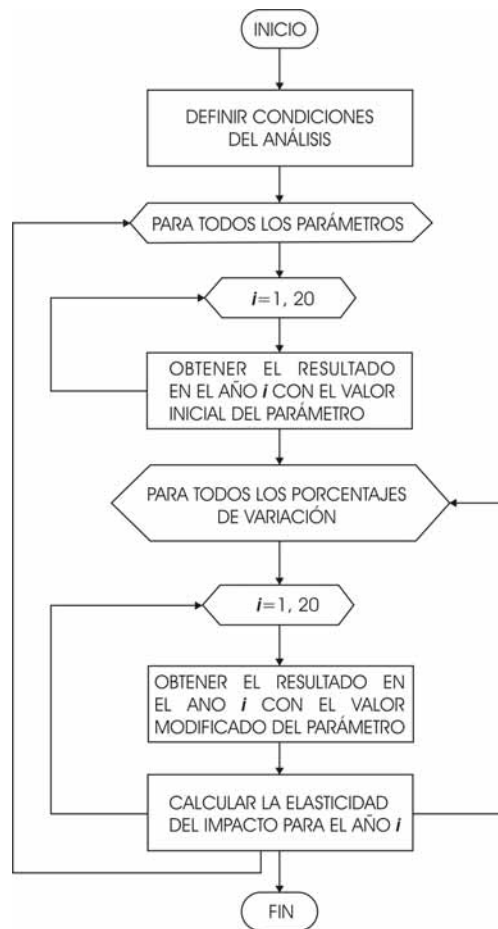 INICIO
DEFINIR CONDICIONES
DEL ANÁLISIS
PARA TODOS LOS PARÁMETROS
i=1, 20
OBTENER EL RESULTADO
EN EL AÑO i CON EL VALOR
INICIAL DEL PARÁMETRO
PARA TODOS LOS PORCENTAJES
DE VARIACIÓN
i=1, 20
OBTENER EL RESULTADO EN
EL ANO i CON EL VALOR
MODIFICADO DEL PARÁMETRO
CALCULAR LA ELASTICIDAD
DEL IMPACTO PARA EL AÑO i
FIN